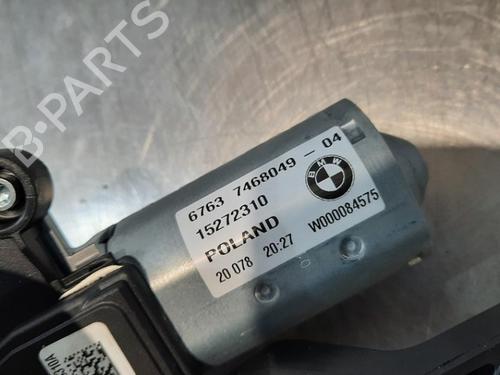 B-PARTS
6763 7468049-04
15272310
POLAND
20 078 20:27 W000084575
BMW